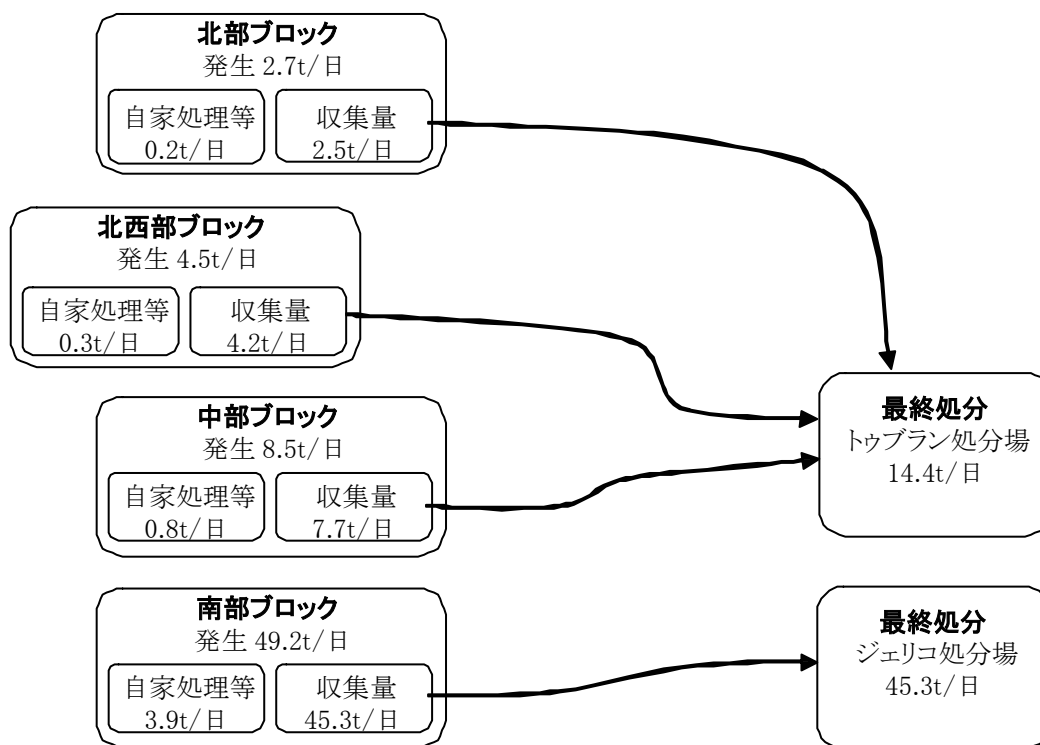 北部ブロック
発生 2.7t/日
自家処理等
0.2t/日
収集量
2.5t/日
北西部ブロック
発生 4.5t/日
自家処理等
0.3t/日
収集量
4.2t/日
中部ブロック
発生 8.5t/日
自家処理等
0.8t/日
収集量
7.7t/日
最終処分
トゥブラン処分場
14.4t/日
南部ブロック
発生 49.2t/日
自家処理等
3.9t/日
収集量
45.3t/日
最終処分
ジェリコ処分場
45.3t/日